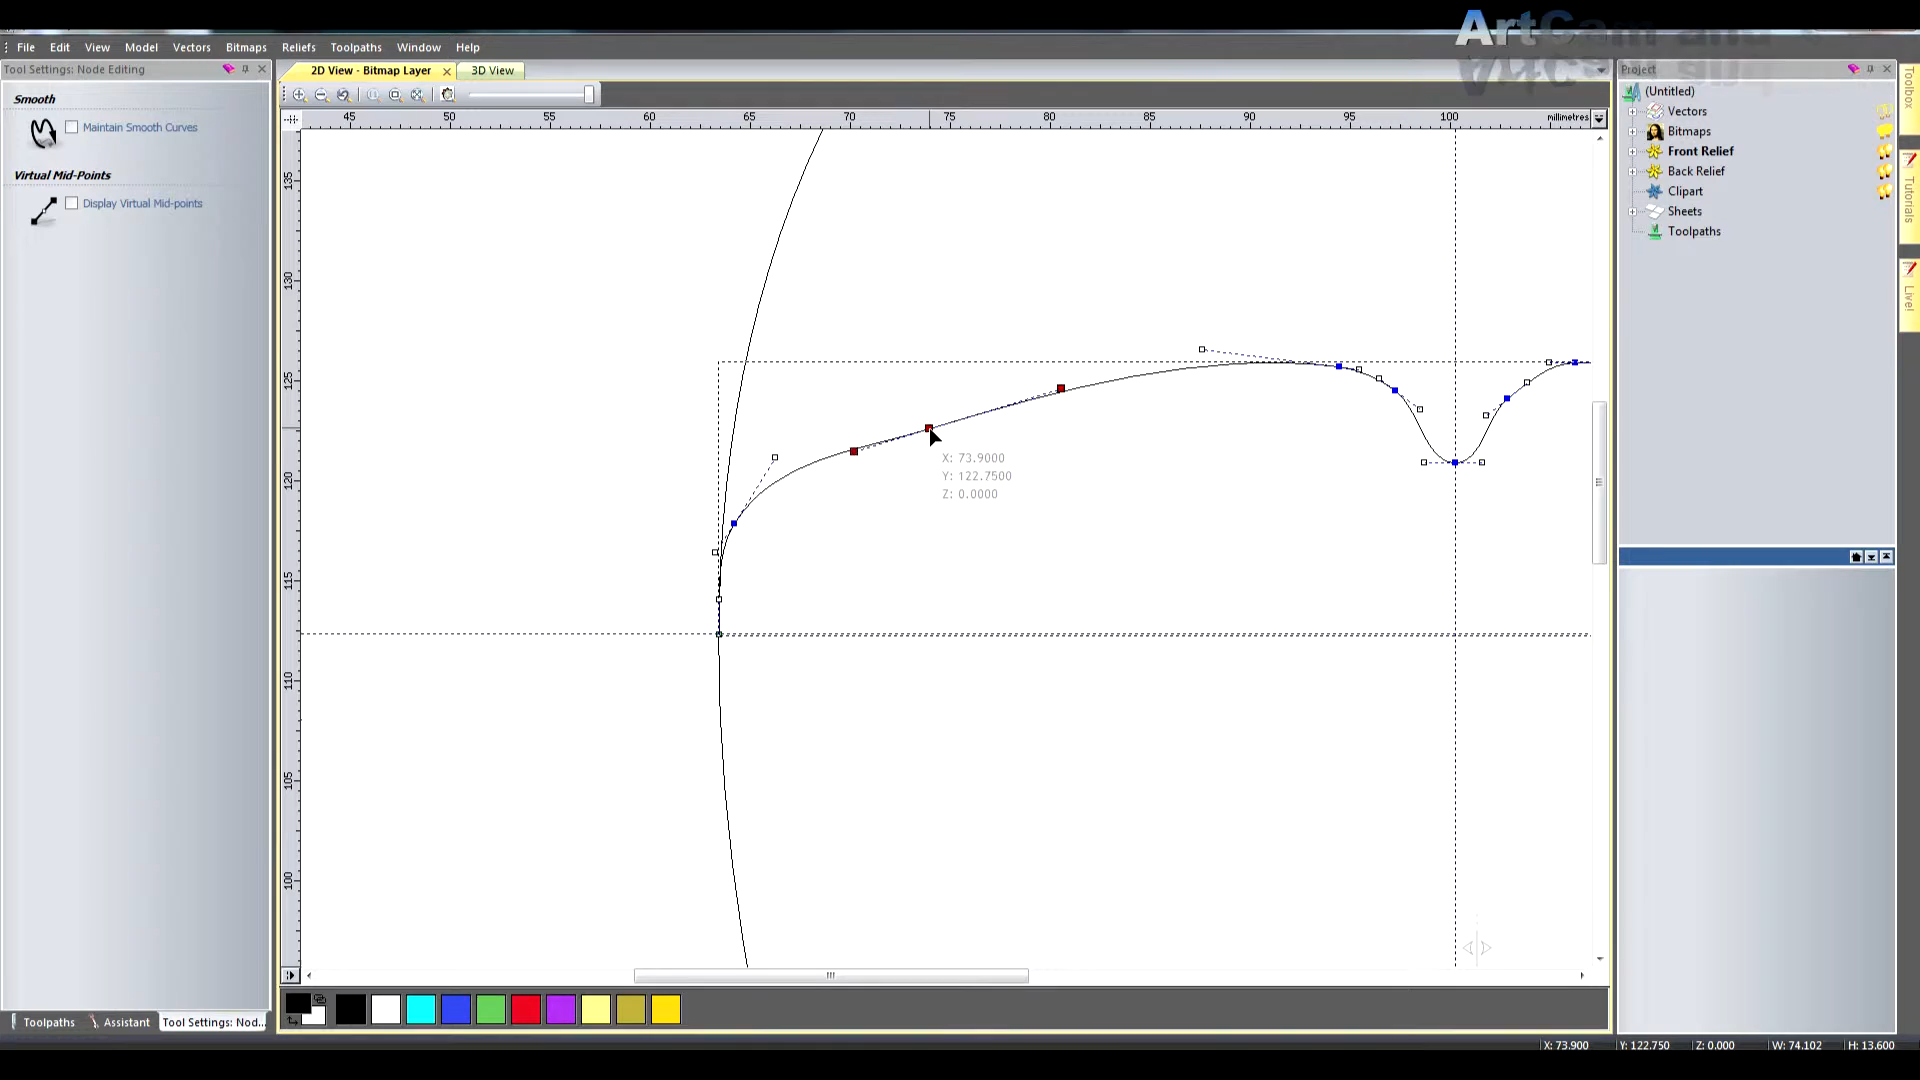 ArtCam and
File Edit View Model Vectors Bitmaps Reliefs Toolpaths Window Help
Tool Settings: Node Editing
2D View - Bitmap Layer
3D View
Project
Smooth
Maintain Smooth Curves
Virtual Mid-Points
Display Virtual Mid-points
45 50 55 60 65 70 75 80 85 90 95 100 millimetres
135
130
125
120
115
110
105
100
X: 73.9000
Y: 122.7500
Z: 0.0000
(Untitled)
Vectors
Bitmaps
Front Relief
Back Relief
Clipart
Sheets
Toolpaths
Toolbox
Tutorials
Live!
Toolpaths Assistant Tool Settings: Nod...
X: 73.900 Y: 122.750 Z: 0.000 W: 74.102 H: 13.600